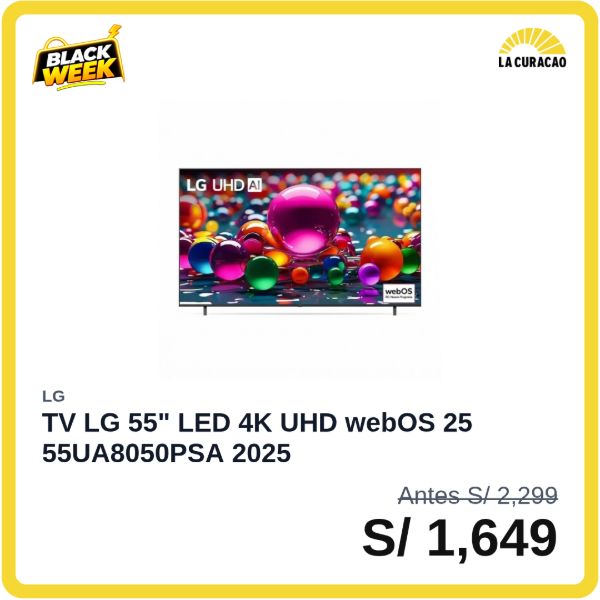 BLACK
WEEK
LA CURACAO
LG UHD AI
webOS
LG
TV LG 55" LED 4K UHD webOS 25
55UA8050PSA 2025
Antes S/ 2,299
S/ 1,649